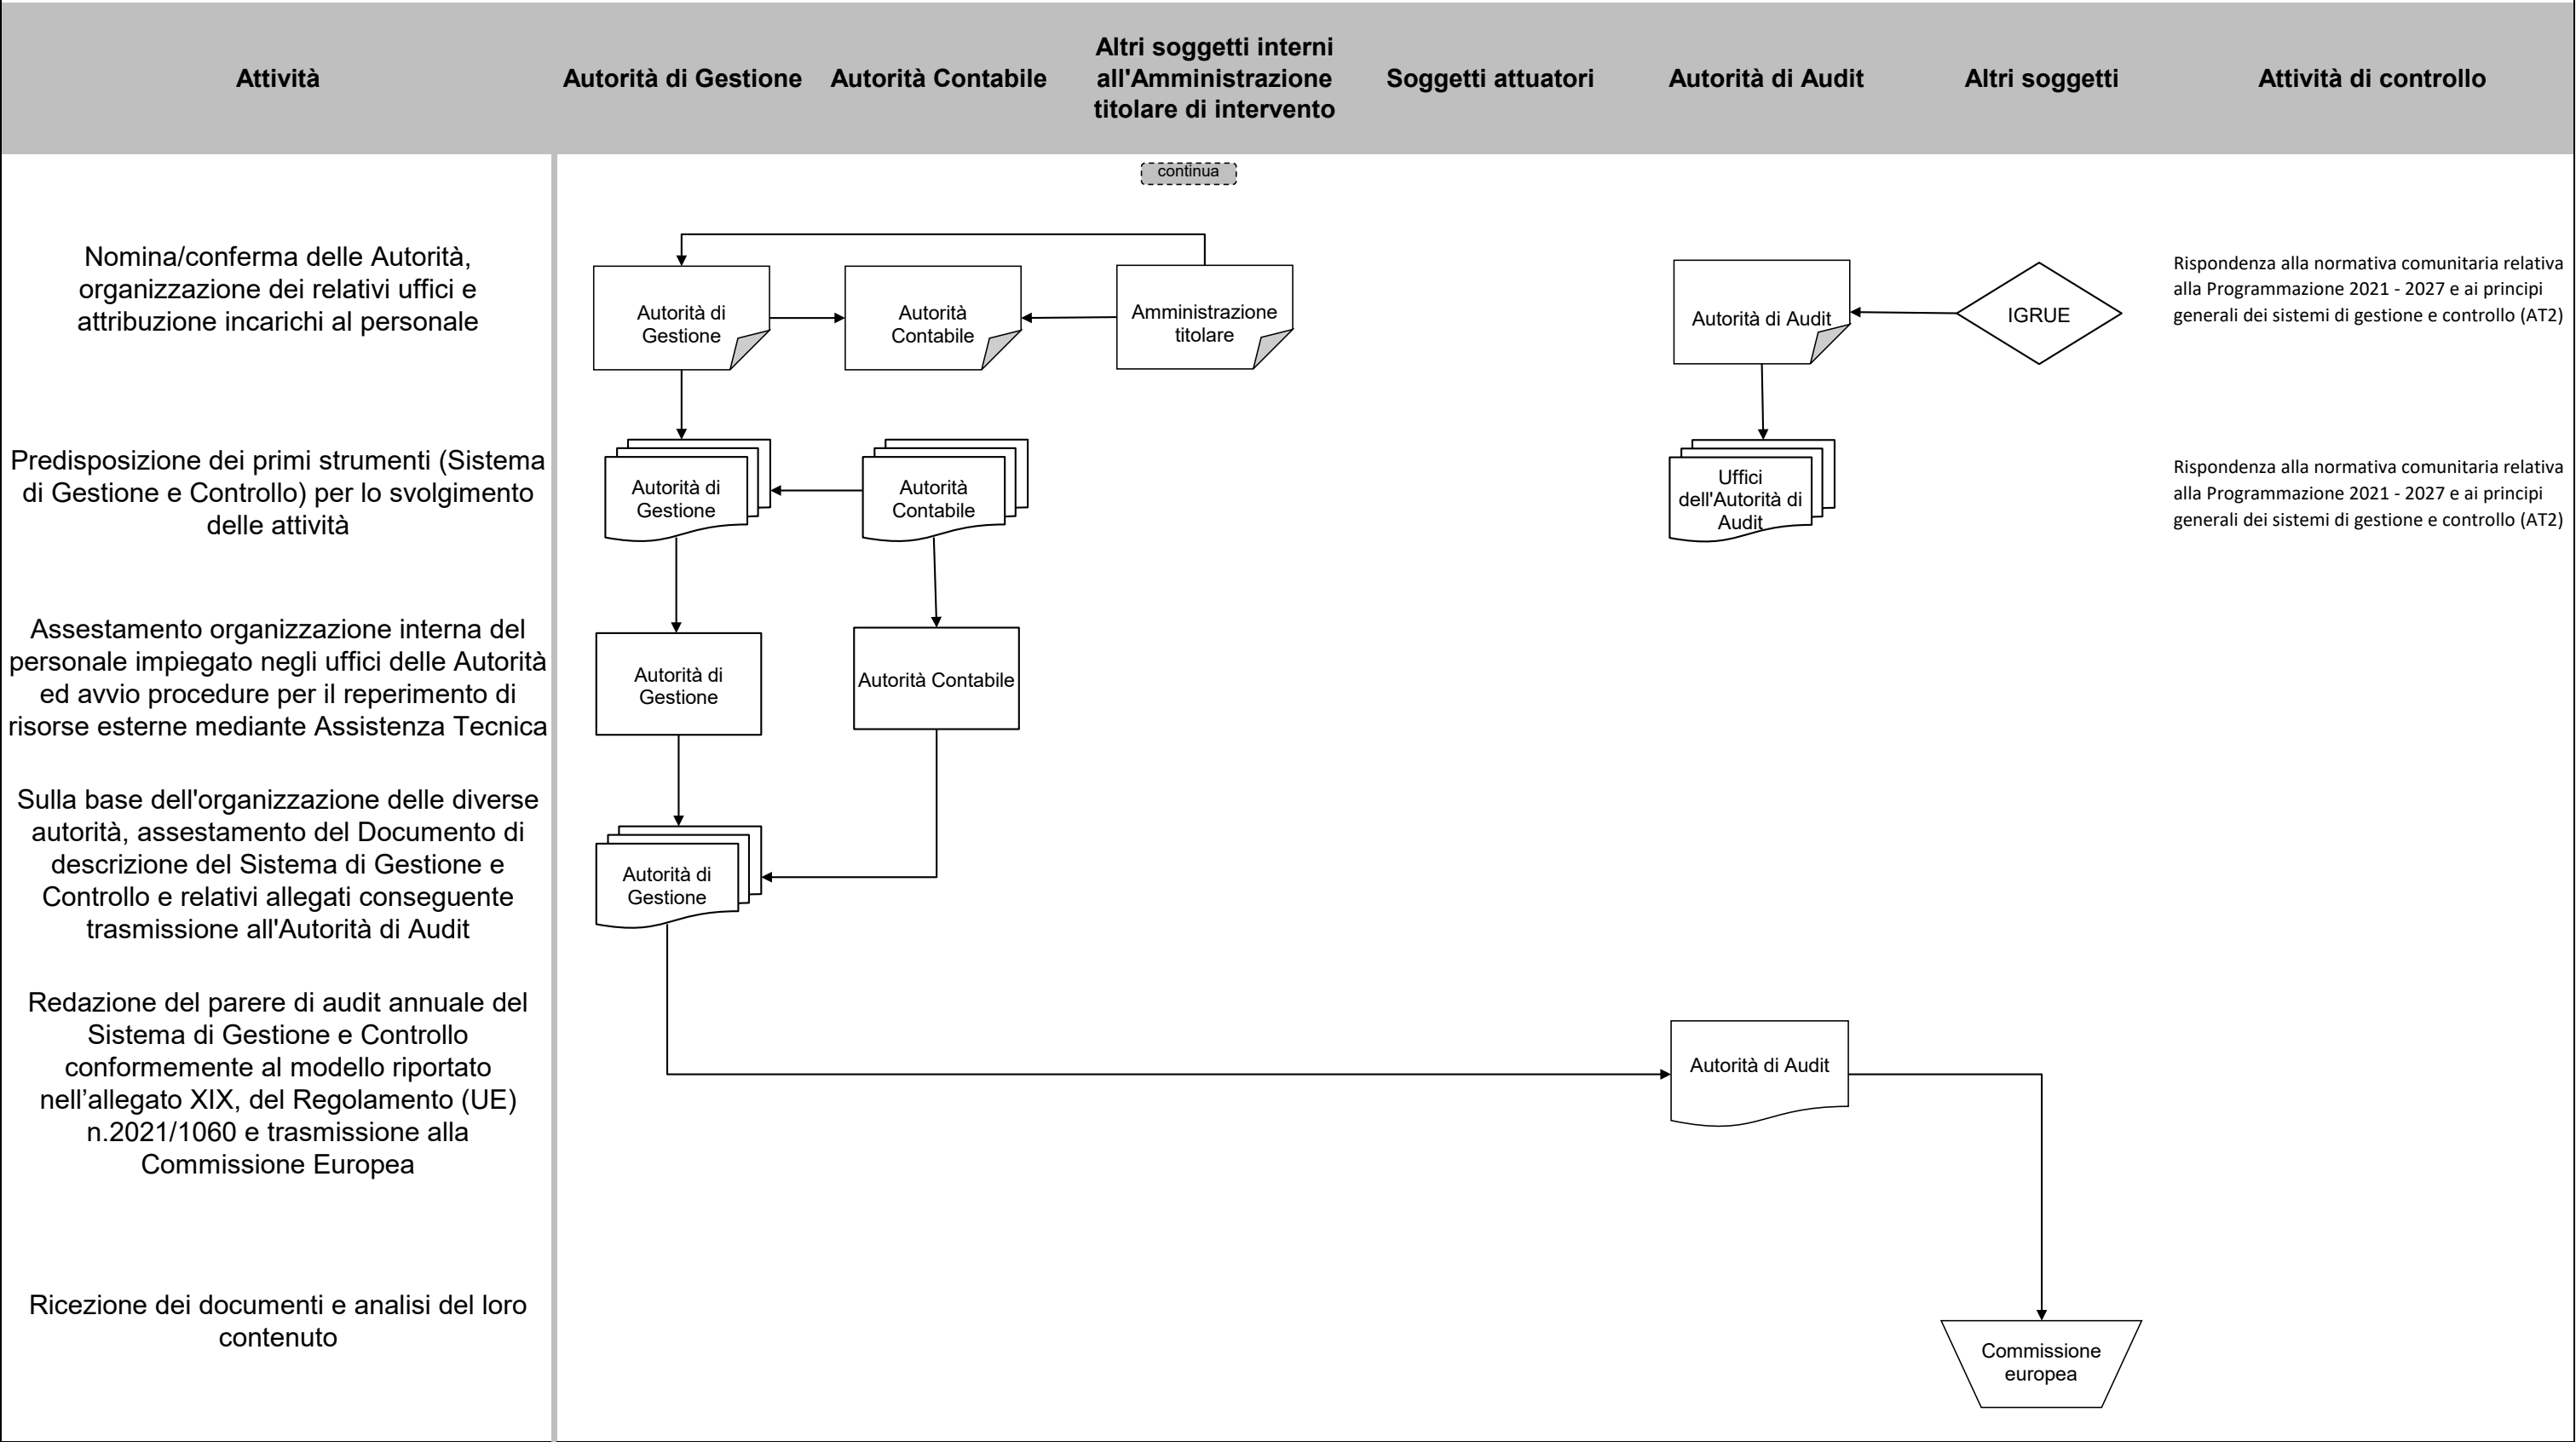 Attività
Autorità di Gestione
Autorità Contabile
Altri soggetti interni
all'Amministrazione
titolare di intervento
Soggetti attuatori
Autorità di Audit
Altri soggetti
Attività di controllo
continua
Nomina/conferma delle Autorità,
organizzazione dei relativi uffici e
attribuzione incarichi al personale
Autorità di
Gestione
Autorità
Contabile
Amministrazione
titolare
Autorità di Audit
IGRUE
Rispondenza alla normativa comunitaria relativa
alla Programmazione 2021 - 2027 e ai principi
generali dei sistemi di gestione e controllo (AT2)
Predisposizione dei primi strumenti (Sistema
di Gestione e Controllo) per lo svolgimento
delle attività
Autorità di
Gestione
Autorità
Contabile
Uffici
dell'Autorità di
Audit
Rispondenza alla normativa comunitaria relativa
alla Programmazione 2021 - 2027 e ai principi
generali dei sistemi di gestione e controllo (AT2)
Assestamento organizzazione interna del
personale impiegato negli uffici delle Autorità
ed avvio procedure per il reperimento di
risorse esterne mediante Assistenza Tecnica
Autorità di
Gestione
Autorità Contabile
Sulla base dell'organizzazione delle diverse
autorità, assestamento del Documento di
descrizione del Sistema di Gestione e
Controllo e relativi allegati conseguente
trasmissione all'Autorità di Audit
Autorità di
Gestione
Redazione del parere di audit annuale del
Sistema di Gestione e Controllo
conformemente al modello riportato
nell’allegato XIX, del Regolamento (UE)
n.2021/1060 e trasmissione alla
Commissione Europea
Autorità di Audit
Ricezione dei documenti e analisi del loro
contenuto
Commissione
europea